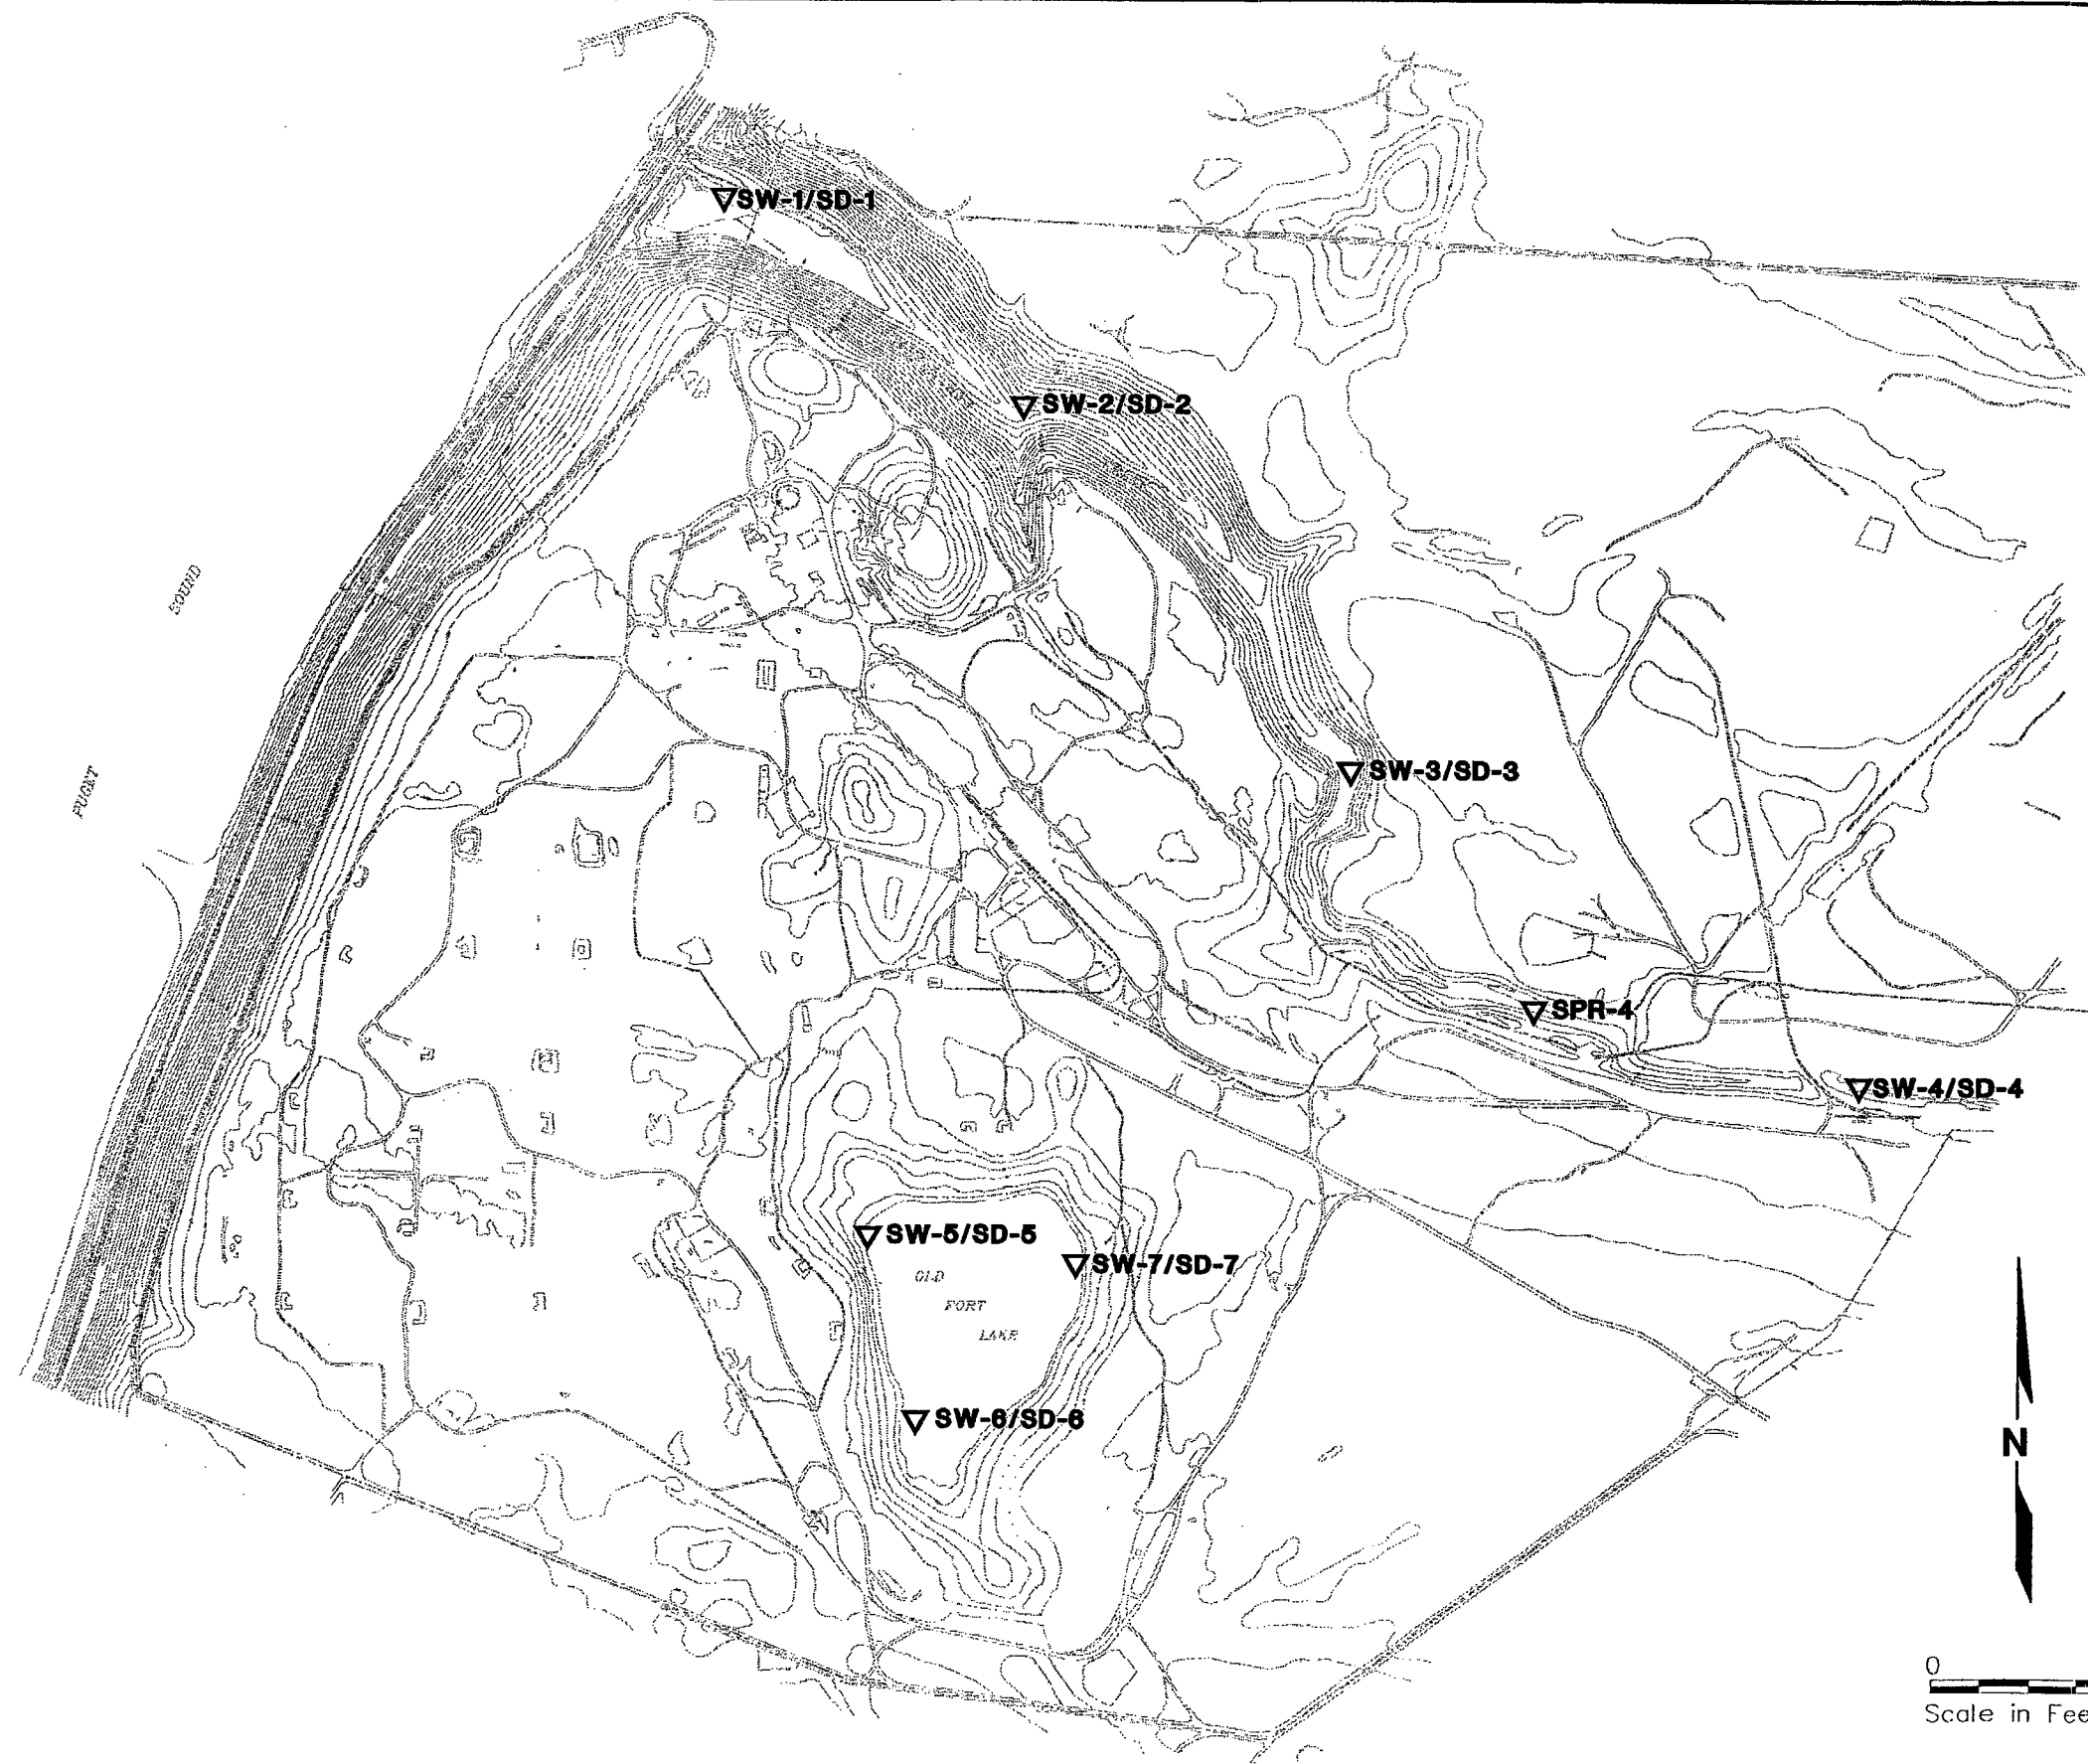 SW-1/SD-1
SW-2/SD-2
SOUND
PUGET
SW-3/SD-3
SPR-4
SW-4/SD-4
SW-5/SD-5
SW-7/SD-7
OLD
FORT
LAKE
SW-6/SD-6
N
0
Scale in Fee